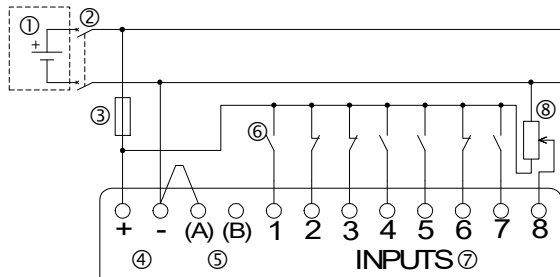 ① ②
+
③
⑥ ⑧
+ - (A) (B) 1 2 3 4 5 6 7 8
④ ⑤ INPUTS ⑦